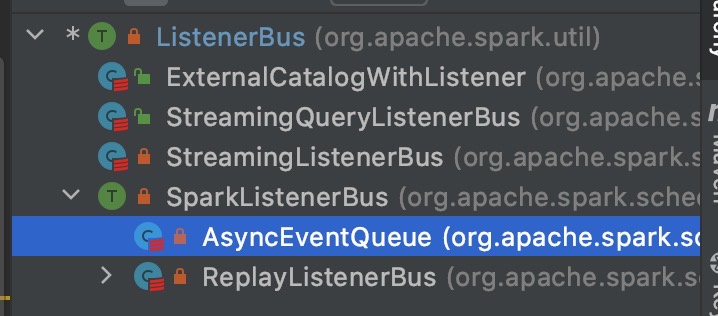 * T ListenerBus (org.apache.spark.util)
C ExternalCatalogWithListener (org.apache.s
C StreamingQueryListenerBus (org.apache.s
C StreamingListenerBus (org.apache.spark.s
T SparkListenerBus (org.apache.spark.sche
C AsyncEventQueue (org.apache.spark.sc
C ReplayListenerBus (org.apache.spark.s
Maven